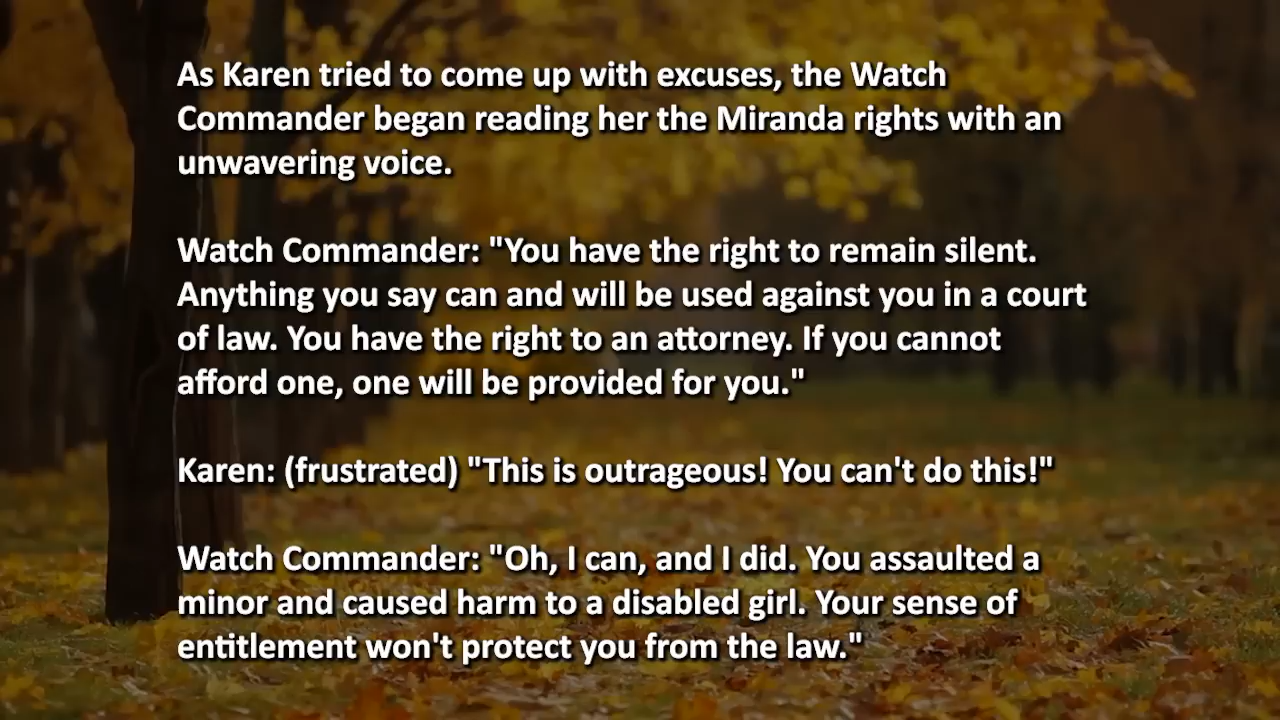 As Karen tried to come up with excuses, the Watch
Commander began reading her the Miranda rights with an
unwavering voice.
Watch Commander: "You have the right to remain silent.
Anything you say can and will be used against you in a court
of law. You have the right to an attorney. If you cannot
afford one, one will be provided for you."
Karen: (frustrated) "This is outrageous! You can't do this!"
Watch Commander: "Oh, I can, and I did. You assaulted a
minor and caused harm to a disabled girl. Your sense of
entitlement won't protect you from the law."